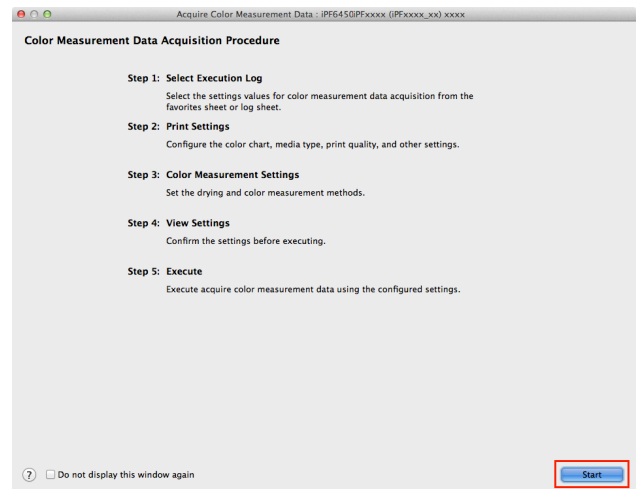 Acquire Color Measurement Data : iPF6450iPFxxxx (iPFxxxx_xx) xxxx
Color Measurement Data Acquisition Procedure
Step 1: Select Execution Log
Select the settings values for color measurement data acquisition from the
favorites sheet or log sheet.
Step 2: Print Settings
Configure the color chart, media type, print quality, and other settings.
Step 3: Color Measurement Settings
Set the drying and color measurement methods.
Step 4: View Settings
Confirm the settings before executing.
Step 5: Execute
Execute acquire color measurement data using the configured settings.
? Do not display this window again
Start